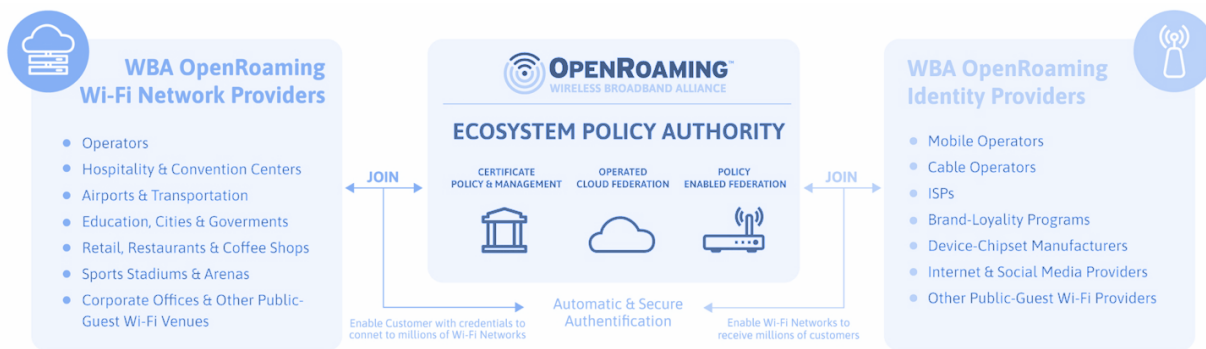 WBA OpenRoaming
Wi-Fi Network Providers
Operators
Hospitality & Convention Centers
Airports & Transportation
Education, Cities & Goverments
Retail, Restaurants & Coffee Shops
Sports Stadiums & Arenas
Corporate Offices & Other Public-
Guest Wi-Fi Venues
JOIN
Enable Customer with credentials to
connet to millions of Wi-Fi Networks
OPENROAMING™
WIRELESS BROADBAND ALLIANCE
ECOSYSTEM POLICY AUTHORITY
CERTIFICATE
POLICY & MANAGEMENT
OPERATED
CLOUD FEDERATION
POLICY
ENABLED FEDERATION
Automatic & Secure
Authentification
JOIN
Enable Wi-Fi Networks to
receive millions of customers
WBA OpenRoaming
Identity Providers
Mobile Operators
Cable Operators
ISPs
Brand-Loyality Programs
Device-Chipset Manufacturers
Internet & Social Media Providers
Other Public-Guest Wi-Fi Providers